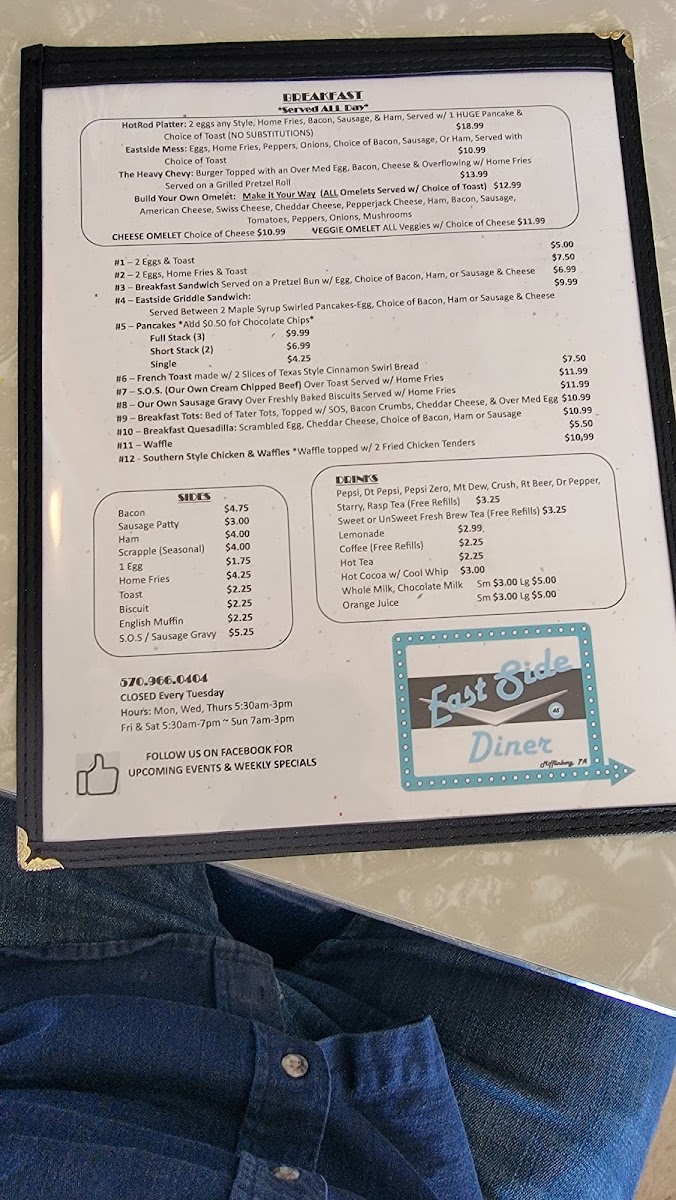 BREAKFAST
*Served ALL Day*
HotRod Platter: 2 eggs any Style, Home Fries, Bacon, Sausage, & Ham, Served w/ 1 HUGE Pancake &
Choice of Toast (NO SUBSTITUTIONS) $18.99
Eastside Mess: Eggs, Home Fries, Peppers, Onions, Choice of Bacon, Sausage, Or Ham, Served with
Choice of Toast $10.99
The Heavy Chevy: Burger Topped with an Over Med Egg, Bacon, Cheese & Overflowing w/ Home Fries
Served on a Grilled Pretzel Roll $13.99
Build Your Own Omelet: Make it Your Way (ALL Omelets Served w/ Choice of Toast) $12.99
American Cheese, Swiss Cheese, Cheddar Cheese, Pepperjack Cheese, Ham, Bacon, Sausage,
Tomatoes, Peppers, Onions, Mushrooms
CHEESE OMELET Choice of Cheese $10.99 VEGGIE OMELET ALL Veggies w/ Choice of Cheese $11.99
#1 – 2 Eggs & Toast $5.00
#2 – 2 Eggs, Home Fries & Toast $7.50
#3 – Breakfast Sandwich Served on a Pretzel Bun w/ Egg, Choice of Bacon, Ham, or Sausage & Cheese $6.99
#4 – Eastside Griddle Sandwich: $9.99
Served Between 2 Maple Syrup Swirled Pancakes-Egg, Choice of Bacon, Ham or Sausage & Cheese
#5 – Pancakes *Add $0.50 for Chocolate Chips*
Full Stack (3) $9.99
Short Stack (2) $6.99
Single $4.25
#6 – French Toast made w/ 2 Slices of Texas Style Cinnamon Swirl Bread $7.50
#7 – S.O.S. (Our Own Cream Chipped Beef) Over Toast Served w/ Home Fries $11.99
#8 – Our Own Sausage Gravy Over Freshly Baked Biscuits Served w/ Home Fries $11.99
#9 – Breakfast Tots: Bed of Tater Tots, Topped w/ SOS, Bacon Crumbs, Cheddar Cheese, & Over Med Egg $10.99
#10 – Breakfast Quesadilla: Scrambled Egg, Cheddar Cheese, Choice of Bacon, Ham or Sausage $10.99
#11 – Waffle $5.50
#12 - Southern Style Chicken & Waffles *Waffle topped w/ 2 Fried Chicken Tenders $10,99
SIDES
Bacon $4.75
Sausage Patty $3.00
Ham $4.00
Scrapple (Seasonal) $4.00
1 Egg $1.75
Home Fries $4.25
Toast $2.25
Biscuit $2.25
English Muffin $2.25
S.O.S / Sausage Gravy $5.25
DRINKS
Pepsi, Dt Pepsi, Pepsi Zero, Mt Dew, Crush, Rt Beer, Dr Pepper,
Starry, Rasp Tea (Free Refills) $3.25
Sweet or UnSweet Fresh Brew Tea (Free Refills) $3.25
Lemonade $2.99
Coffee (Free Refills) $2.25
Hot Tea $2.25
Hot Cocoa w/ Cool Whip $3.00
Whole Milk, Chocolate Milk Sm $3.00 Lg $5.00
Orange Juice Sm $3.00 Lg $5.00
570.966.0404
CLOSED Every Tuesday
Hours: Mon, Wed, Thurs 5:30am-3pm
Fri & Sat 5:30am-7pm ~ Sun 7am-3pm
FOLLOW US ON FACEBOOK FOR
UPCOMING EVENTS & WEEKLY SPECIALS
East Side
45
Diner
Mifflinburg, PA